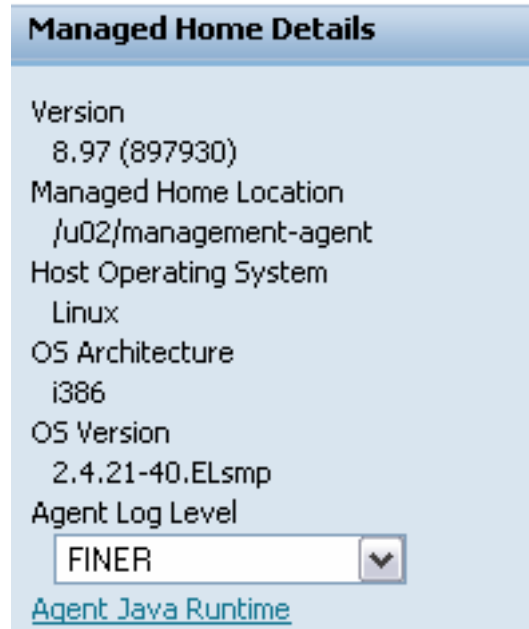 Managed Home Details
Version
8.97 (897930)
Managed Home Location
/u02/management-agent
Host Operating System
Linux
OS Architecture
i386
OS Version
2.4.21-40.ELsmp
Agent Log Level
FINER
Agent Java Runtime